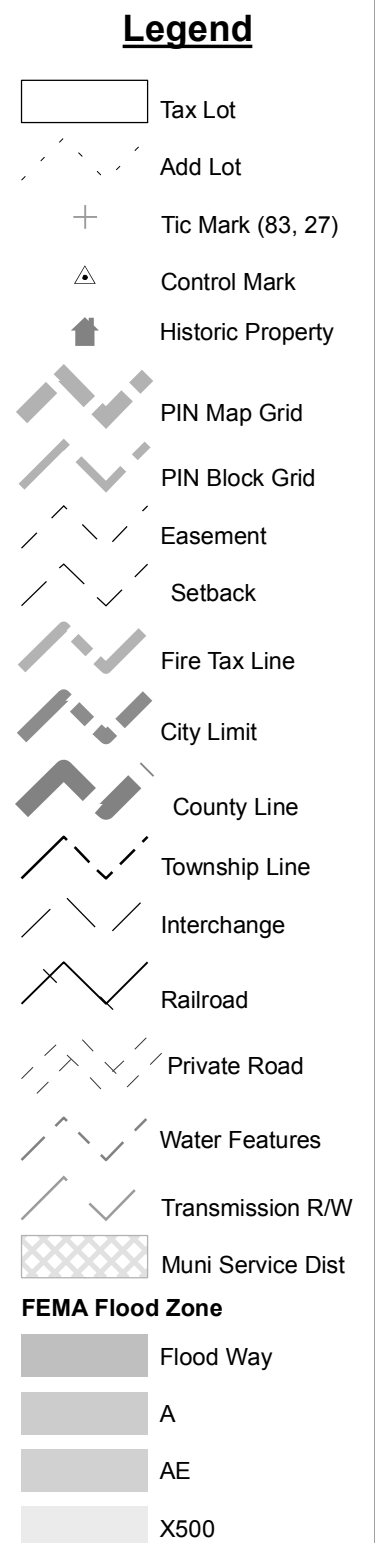 Legend
Tax Lot
Add Lot
Tic Mark (83, 27)
Control Mark
Historic Property
PIN Map Grid
PIN Block Grid
Easement
Setback
Fire Tax Line
City Limit
County Line
Township Line
Interchange
Railroad
Private Road
Water Features
Transmission R/W
Muni Service Dist
FEMA Flood Zone
Flood Way
A
AE
X500